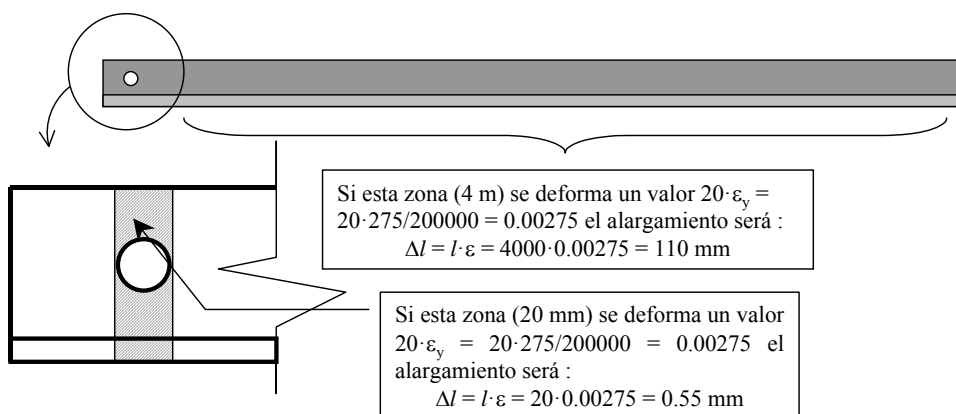 Si esta zona (4 m) se deforma un valor 20·εy =
20·275/200000 = 0.00275 el alargamiento será :
Δl = l·ε = 4000·0.00275 = 110 mm
Si esta zona (20 mm) se deforma un valor
20·εy = 20·275/200000 = 0.00275 el
alargamiento será :
Δl = l·ε = 20·0.00275 = 0.55 mm